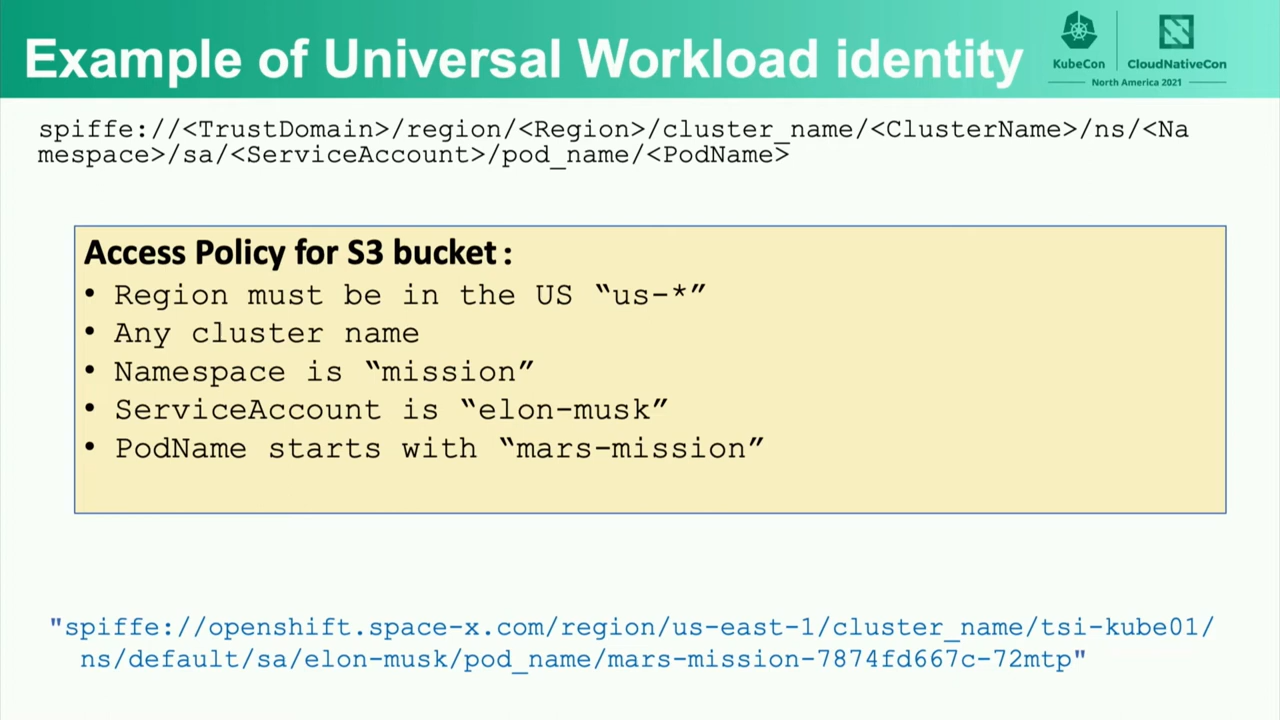 Example of Universal Workload identity
KubeCon
CloudNativeCon
North America 2021
spiffe://<TrustDomain>/region/<Region>/cluster_name/<ClusterName>/ns/<Na
mespace>/sa/<ServiceAccount>/pod_name/<PodName>
Access Policy for S3 bucket:
• Region must be in the US “us-*”
• Any cluster name
• Namespace is “mission”
• ServiceAccount is “elon-musk”
• PodName starts with “mars-mission”
"spiffe://openshift.space-x.com/region/us-east-1/cluster_name/tsi-kube01/
ns/default/sa/elon-musk/pod_name/mars-mission-7874fd667c-72mtp"